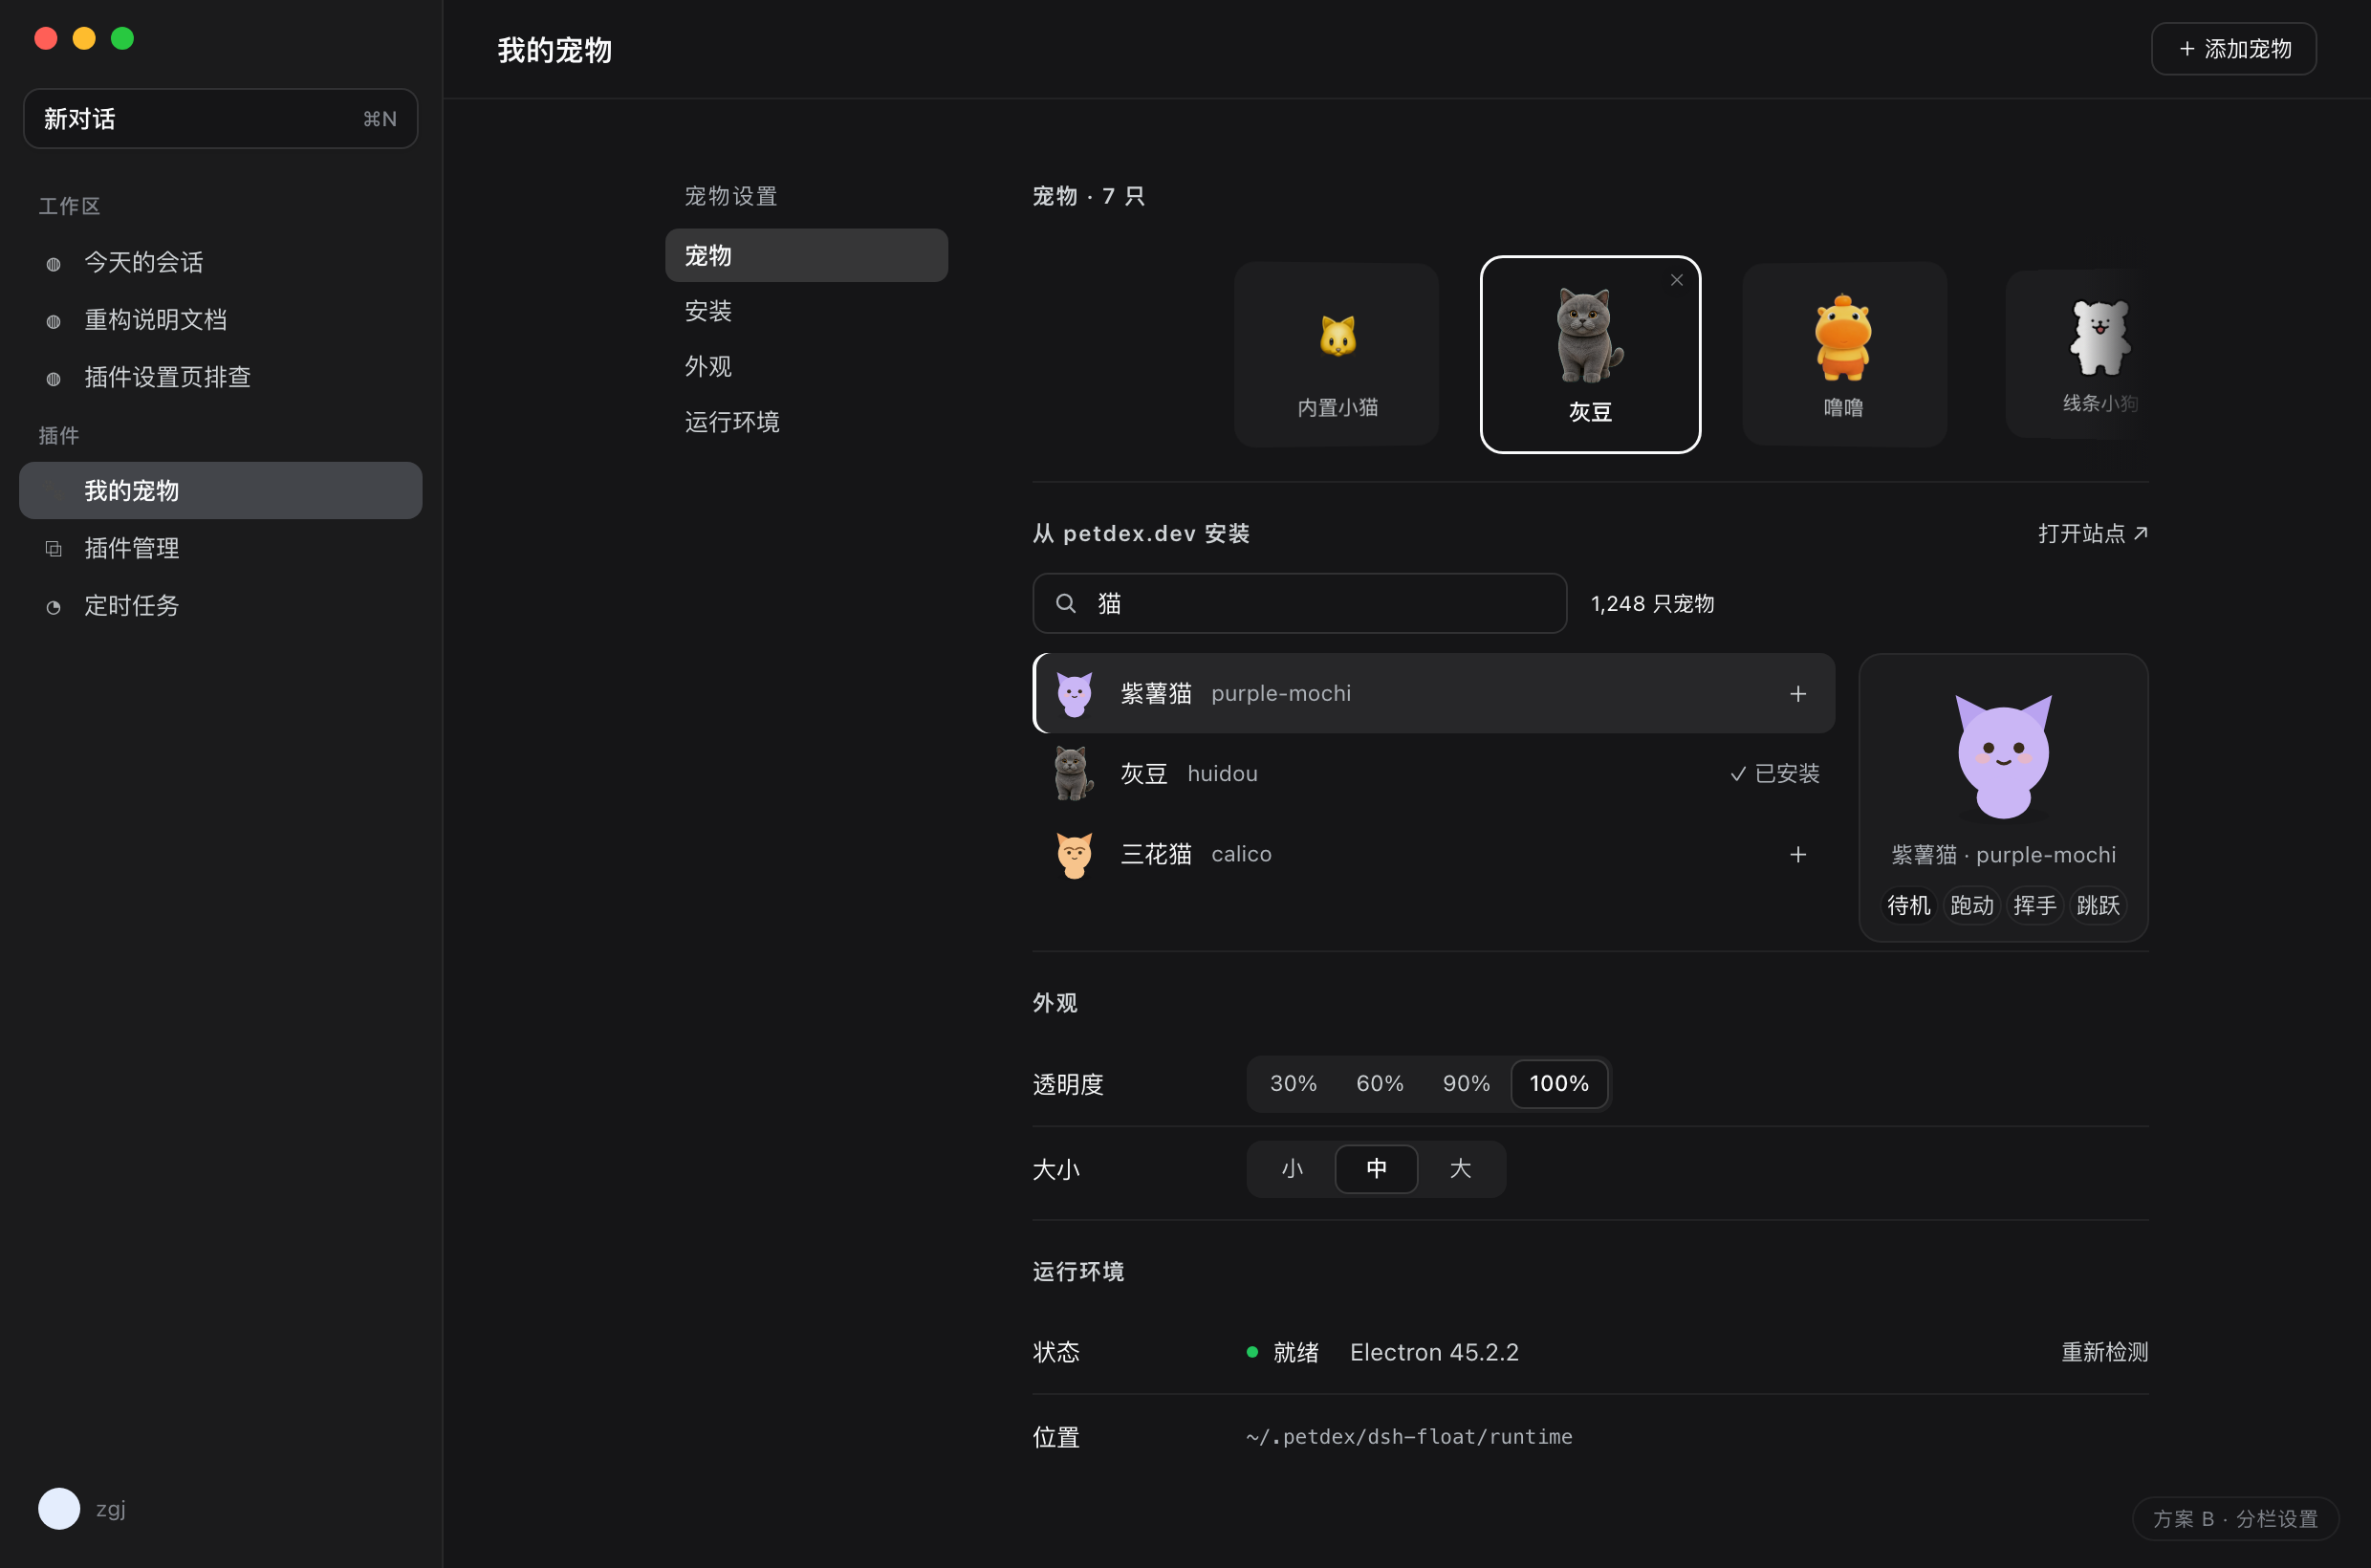 新对话 ⌘N
工作区
今天的会话
重构说明文档
插件设置页排查
插件
我的宠物
插件管理
定时任务
zgj
我的宠物
+ 添加宠物
宠物设置
宠物
安装
外观
运行环境
宠物 · 7 只
内置小猫
灰豆
噜噜
线条小狗
从 petdex.dev 安装
打开站点 ↗
猫
1,248 只宠物
紫薯猫 purple-mochi +
灰豆 huidou ✓ 已安装
三花猫 calico +
紫薯猫 · purple-mochi
待机 跑动 挥手 跳跃
外观
透明度 30% 60% 90% 100%
大小 小 中 大
运行环境
状态 就绪 Electron 45.2.2 重新检测
位置 ~/.petdex/dsh-float/runtime
方案 B · 分栏设置